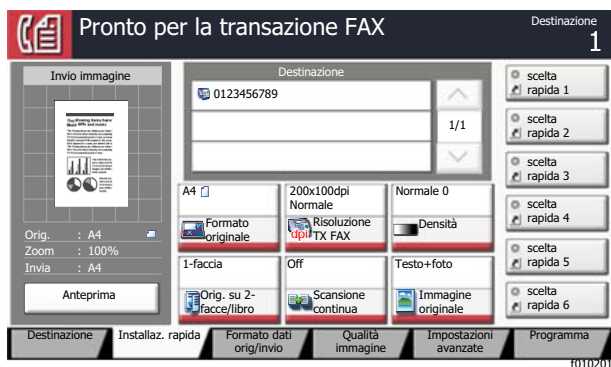 Pronto per la transazione FAX
Destinazione
1
Invio immagine
Orig. : A4
Zoom : 100%
Invia : A4
Anteprima
Destinazione
0123456789
1/1
A4
Formato
originale
200x100dpi
Normale
dpi
Risoluzione
TX FAX
Normale 0
Densità
1-faccia
Orig. su 2-
facce/libro
Off
Scansione
continua
Testo+foto
Immagine
originale
scelta
rapida 1
scelta
rapida 2
scelta
rapida 3
scelta
rapida 4
scelta
rapida 5
scelta
rapida 6
Destinazione
Installaz. rapida
Formato dati
orig/invio
Qualità
immagine
Impostazioni
avanzate
Programma
f010201